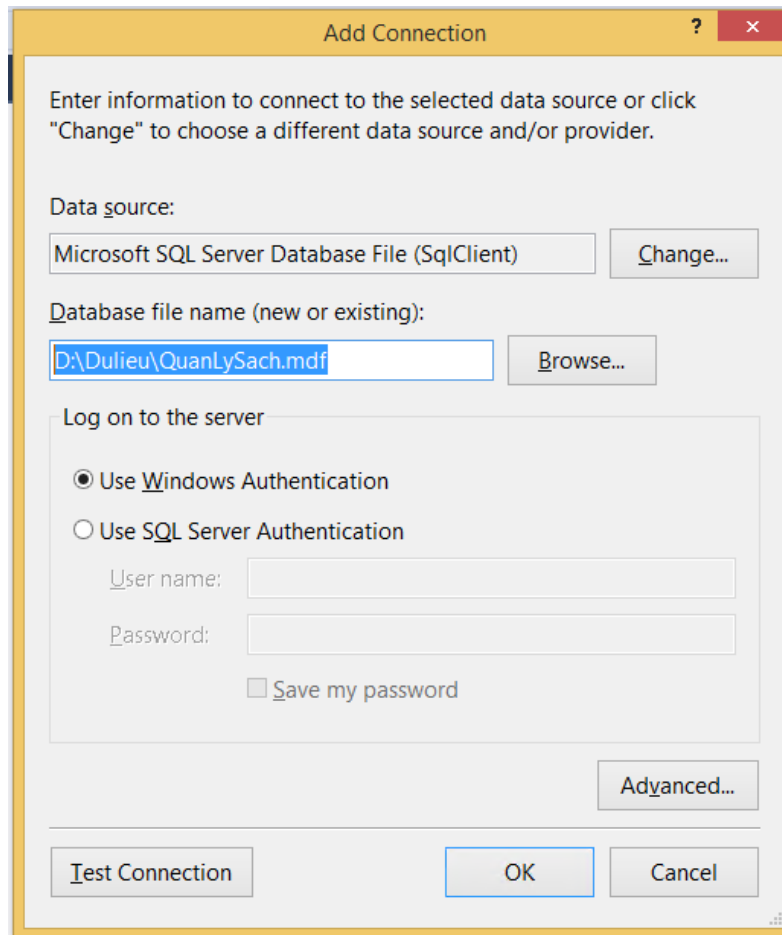 Add Connection
?
Enter information to connect to the selected data source or click
"Change" to choose a different data source and/or provider.
Data source:
Microsoft SQL Server Database File (SqlClient)
Change...
Database file name (new or existing):
D:\Dulieu\QuanLySach.mdf
Browse...
Log on to the server
Use Windows Authentication
Use SQL Server Authentication
User name:
Password:
Save my password
Advanced...
Test Connection
OK
Cancel